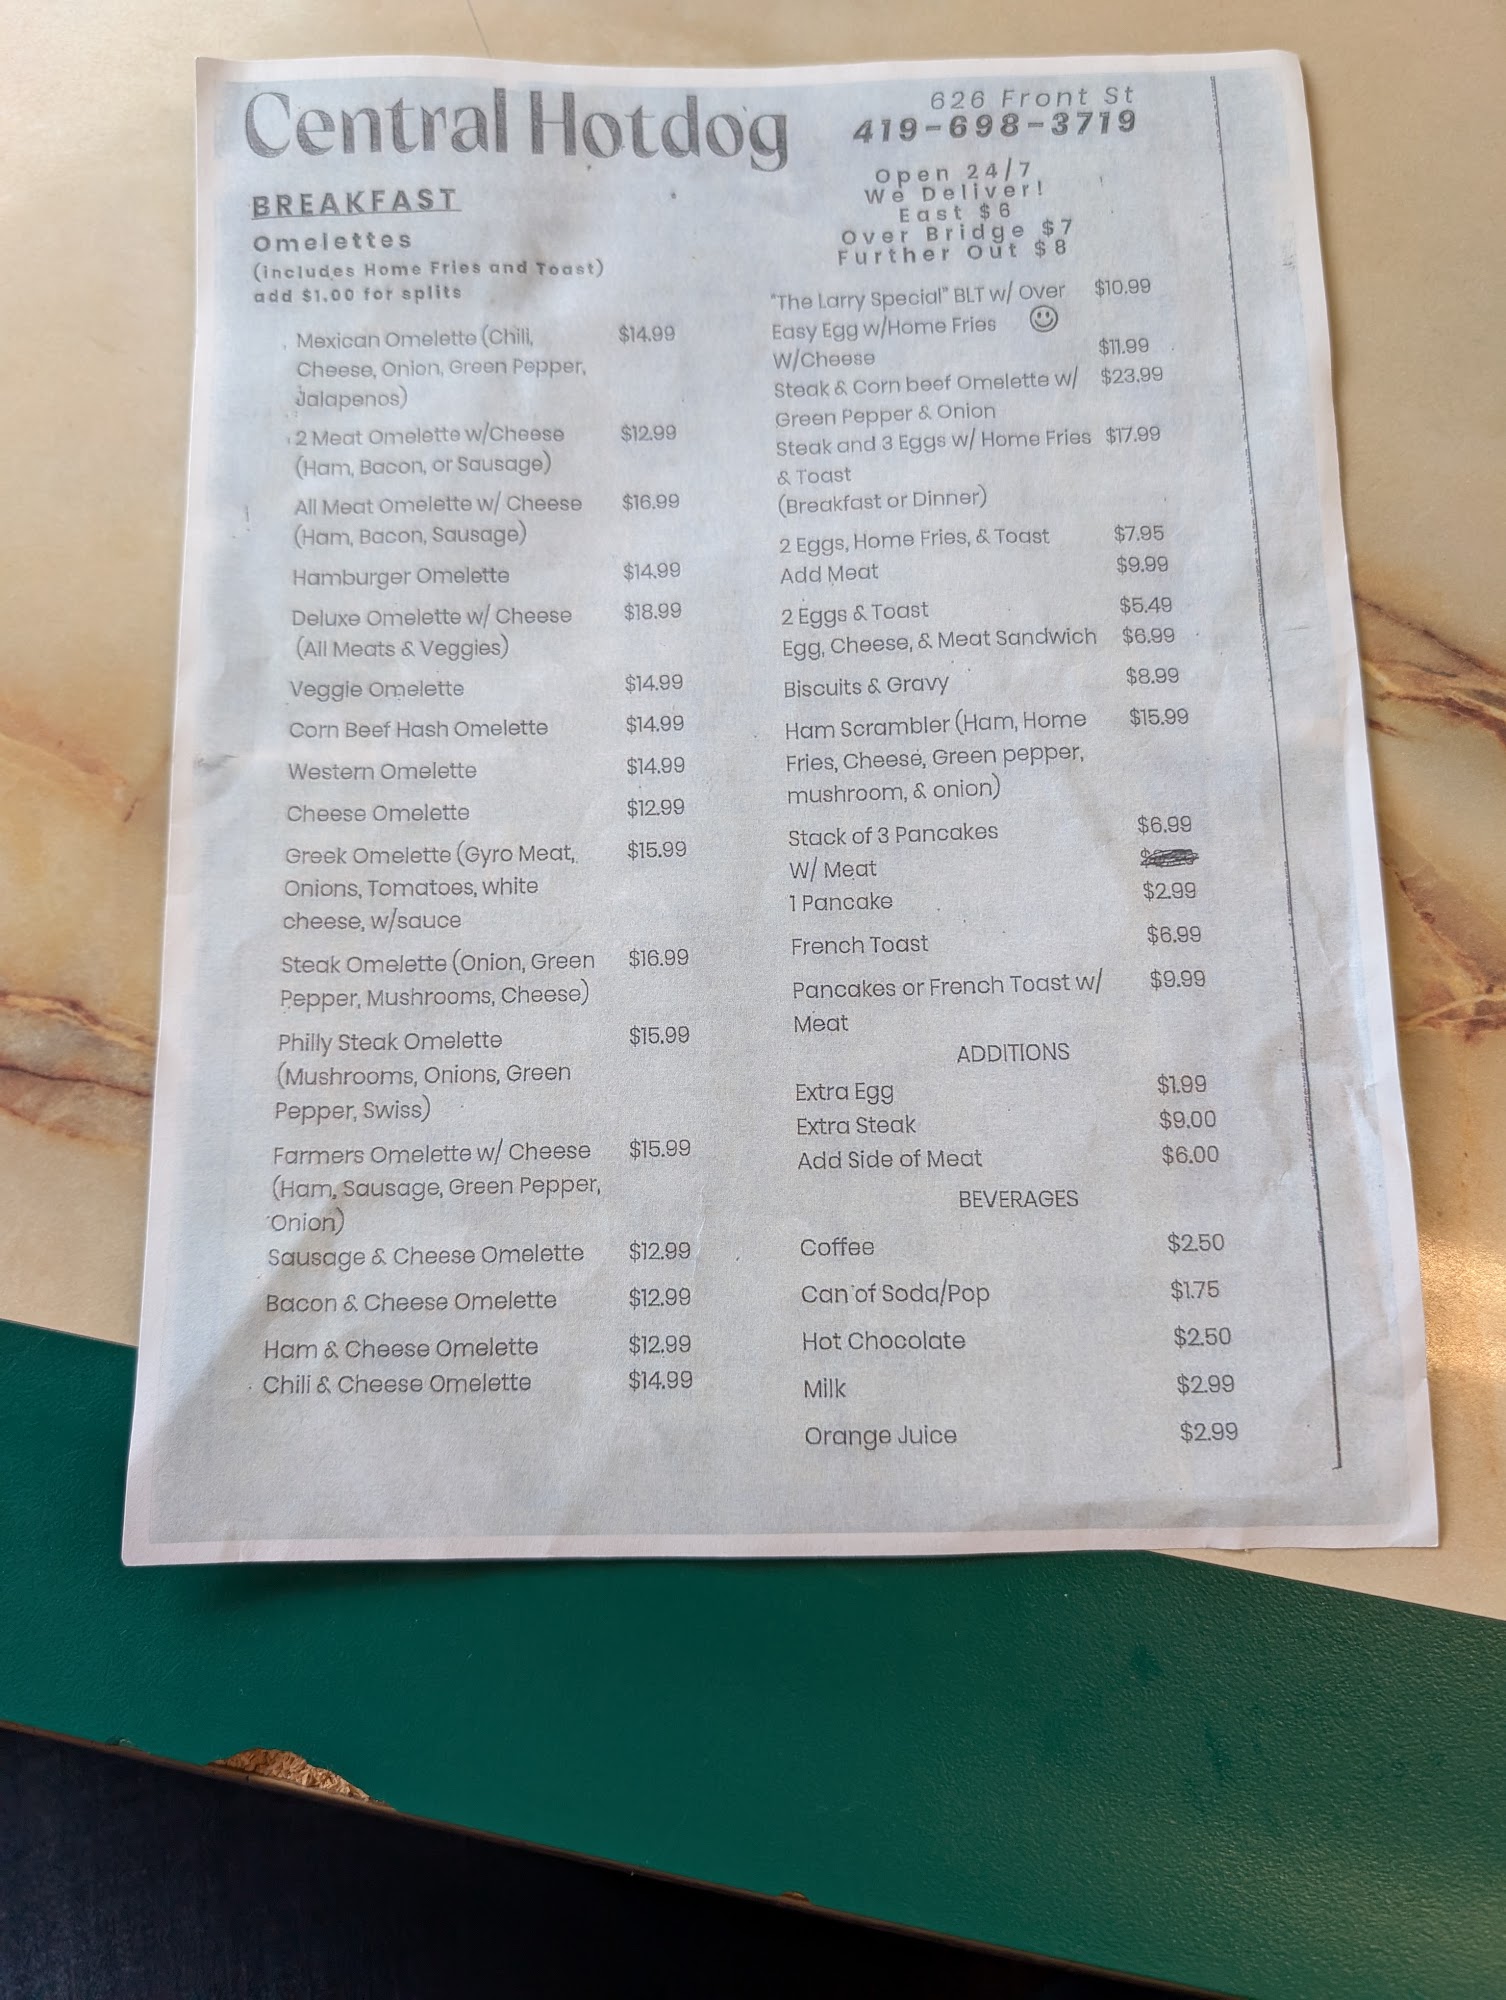 Central Hotdog
626 Front St
419-698-3719
Open 24/7
We Deliver!
East $6
Over Bridge $7
Further Out $8
BREAKFAST
Omelettes
(includes Home Fries and Toast)
add $1.00 for splits
Mexican Omelette (Chili, $14.99
Cheese, Onion, Green Pepper,
Jalapenos)
2 Meat Omelette w/Cheese $12.99
(Ham, Bacon, or Sausage)
All Meat Omelette w/ Cheese $16.99
(Ham, Bacon, Sausage)
Hamburger Omelette $14.99
Deluxe Omelette w/ Cheese $18.99
(All Meats & Veggies)
Veggie Omelette $14.99
Corn Beef Hash Omelette $14.99
Western Omelette $14.99
Cheese Omelette $12.99
Greek Omelette (Gyro Meat, $15.99
Onions, Tomatoes, white
cheese, w/sauce
Steak Omelette (Onion, Green $16.99
Pepper, Mushrooms, Cheese)
Philly Steak Omelette $15.99
(Mushrooms, Onions, Green
Pepper, Swiss)
Farmers Omelette w/ Cheese $15.99
(Ham, Sausage, Green Pepper,
Onion)
Sausage & Cheese Omelette $12.99
Bacon & Cheese Omelette $12.99
Ham & Cheese Omelette $12.99
Chili & Cheese Omelette $14.99
"The Larry Special" BLT w/ Over $10.99
Easy Egg w/Home Fries
W/Cheese $11.99
Steak & Corn beef Omelette w/ $23.99
Green Pepper & Onion
Steak and 3 Eggs w/ Home Fries $17.99
& Toast
(Breakfast or Dinner)
2 Eggs, Home Fries, & Toast $7.95
Add Meat $9.99
2 Eggs & Toast $5.49
Egg, Cheese, & Meat Sandwich $6.99
Biscuits & Gravy $8.99
Ham Scrambler (Ham, Home $15.99
Fries, Cheese, Green pepper,
mushroom, & onion)
Stack of 3 Pancakes $6.99
W/ Meat
1 Pancake $2.99
French Toast $6.99
Pancakes or French Toast w/ $9.99
Meat
ADDITIONS
Extra Egg $1.99
Extra Steak $9.00
Add Side of Meat $6.00
BEVERAGES
Coffee $2.50
Can of Soda/Pop $1.75
Hot Chocolate $2.50
Milk $2.99
Orange Juice $2.99